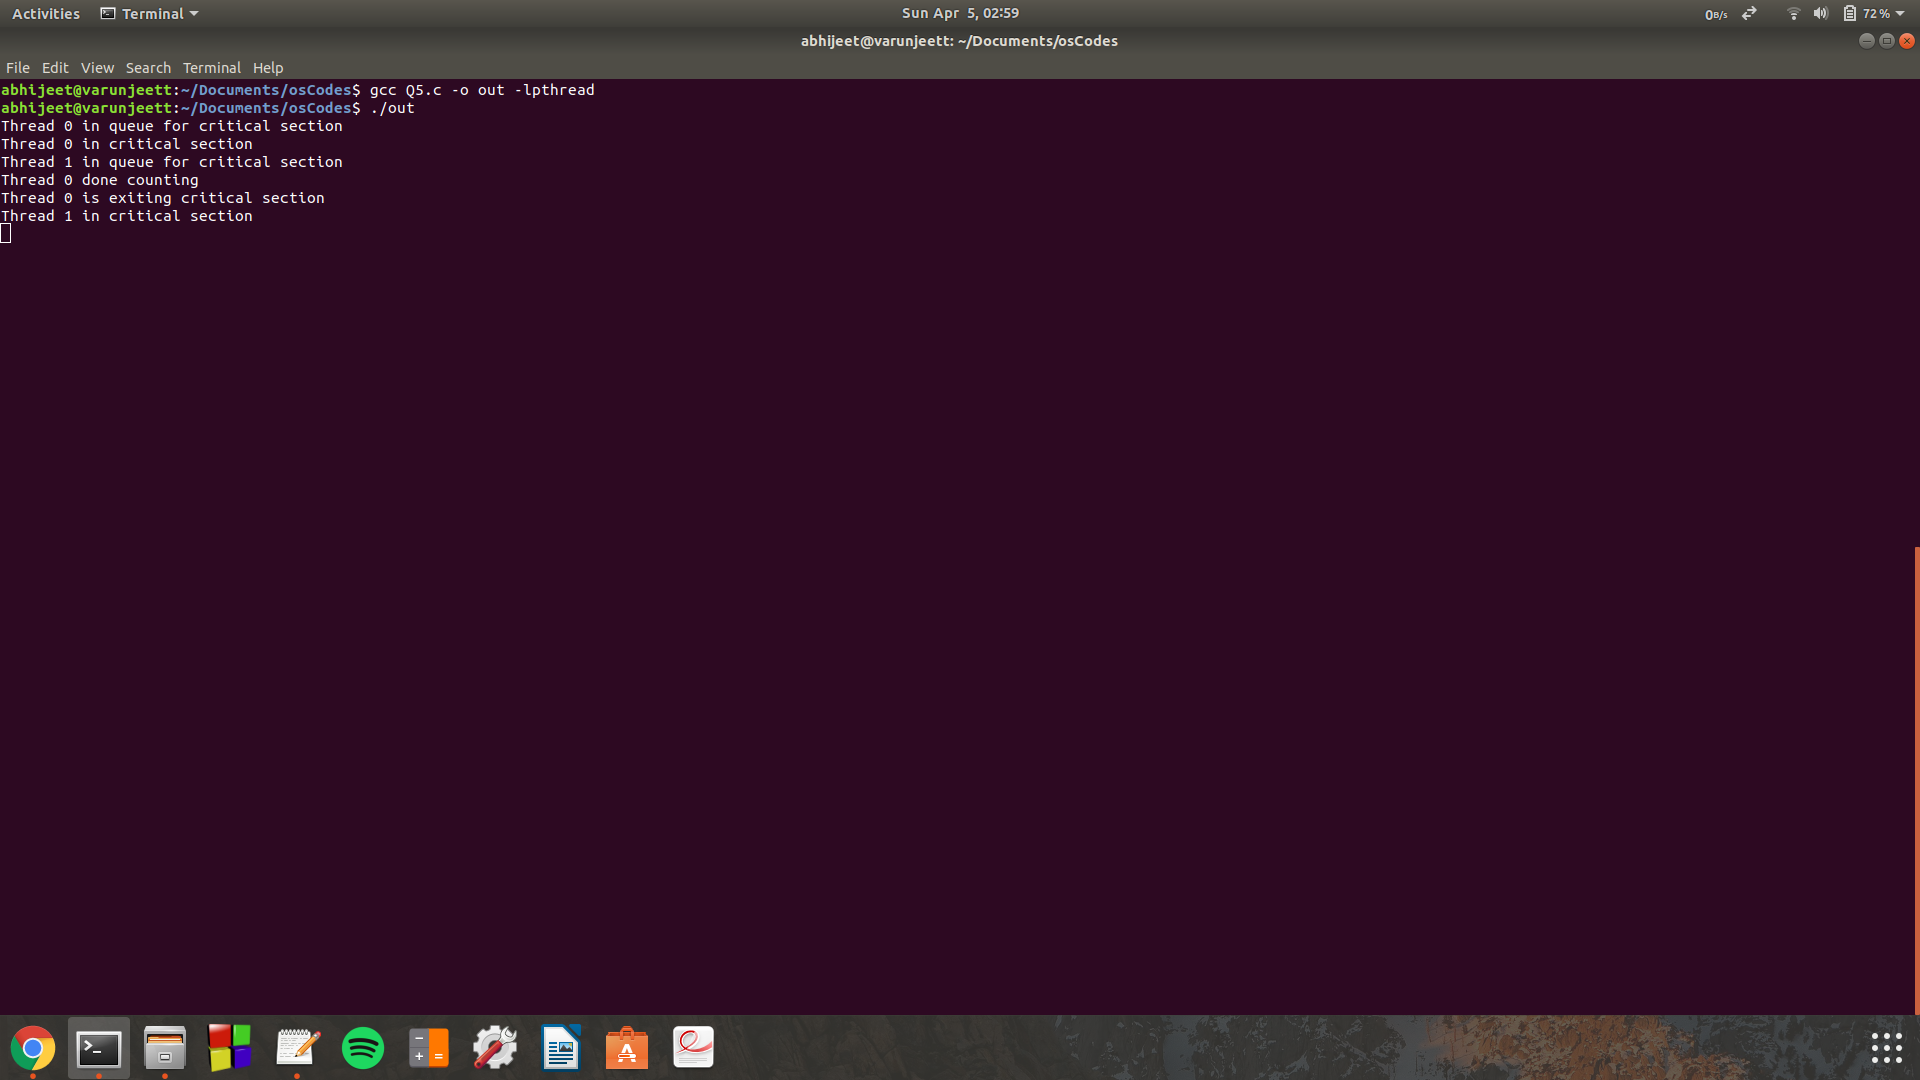 Activities Terminal Sun Apr 5, 02:59 0B/s 72%
abhijeet@varunjeett: ~/Documents/osCodes
File Edit View Search Terminal Help
abhijeet@varunjeett:~/Documents/osCodes$ gcc Q5.c -o out -lpthread
abhijeet@varunjeett:~/Documents/osCodes$ ./out
Thread 0 in queue for critical section
Thread 0 in critical section
Thread 1 in queue for critical section
Thread 0 done counting
Thread 0 is exiting critical section
Thread 1 in critical section